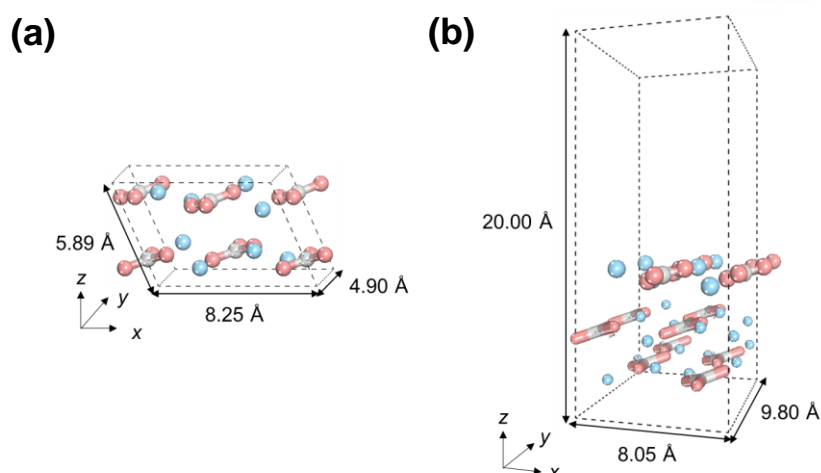 (a)
(b)
5.89 Å
8.25 Å
4.90 Å
z
y
x
20.00 Å
8.05 Å
9.80 Å
z
y
x